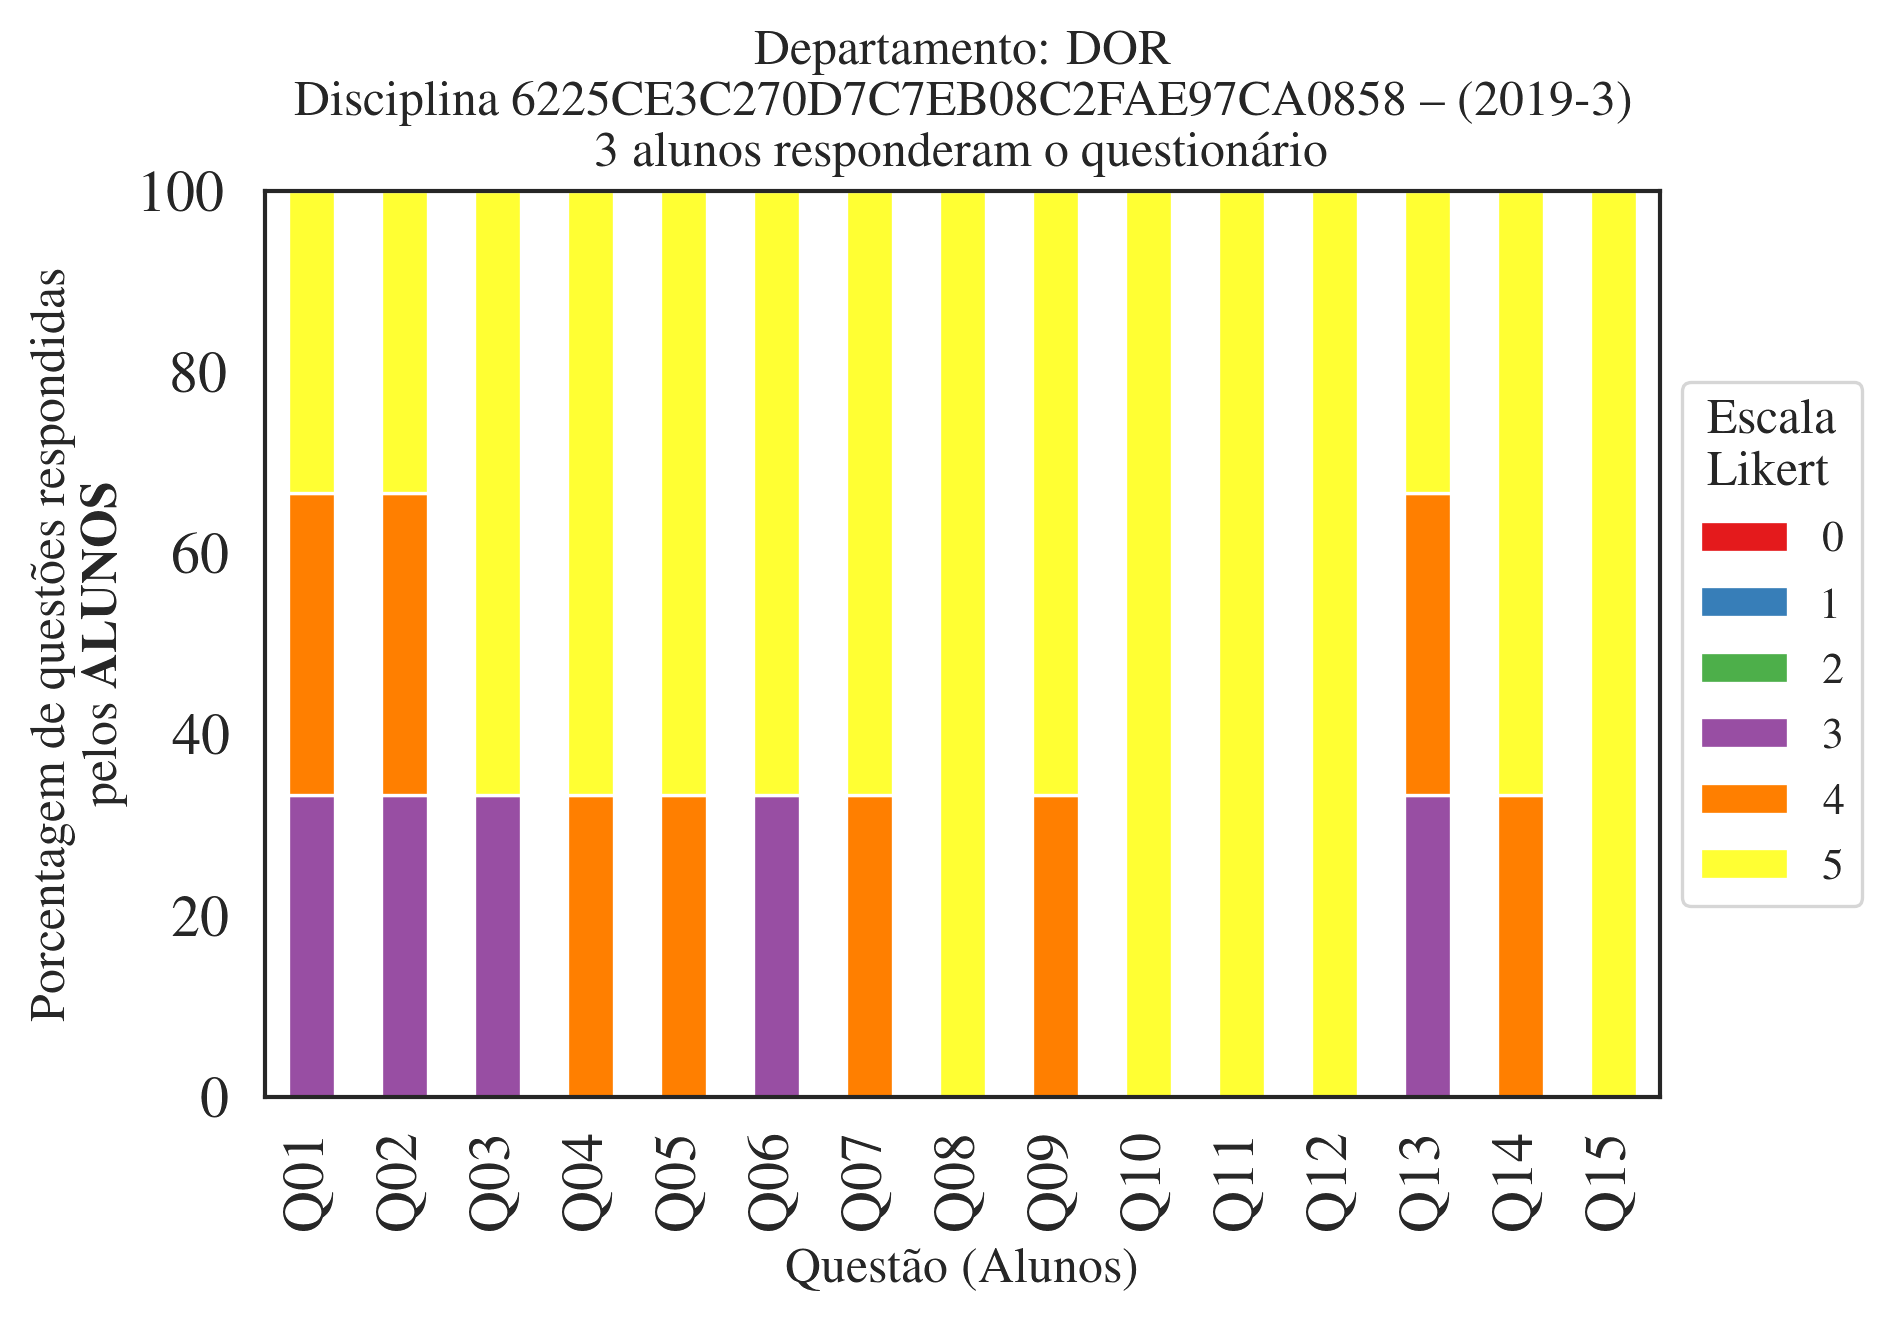 Departamento: DOR
Disciplina 6225CE3C270D7C7EB08C2FAE97CA0858 – (2019-3)
3 alunos responderam o questionário
Porcentagem de questões respondidas
pelos ALUNOS
100
80
60
40
20
0
Q01
Q02
Q03
Q04
Q05
Q06
Q07
Q08
Q09
Q10
Q11
Q12
Q13
Q14
Q15
Questão (Alunos)
Escala
Likert
0
1
2
3
4
5